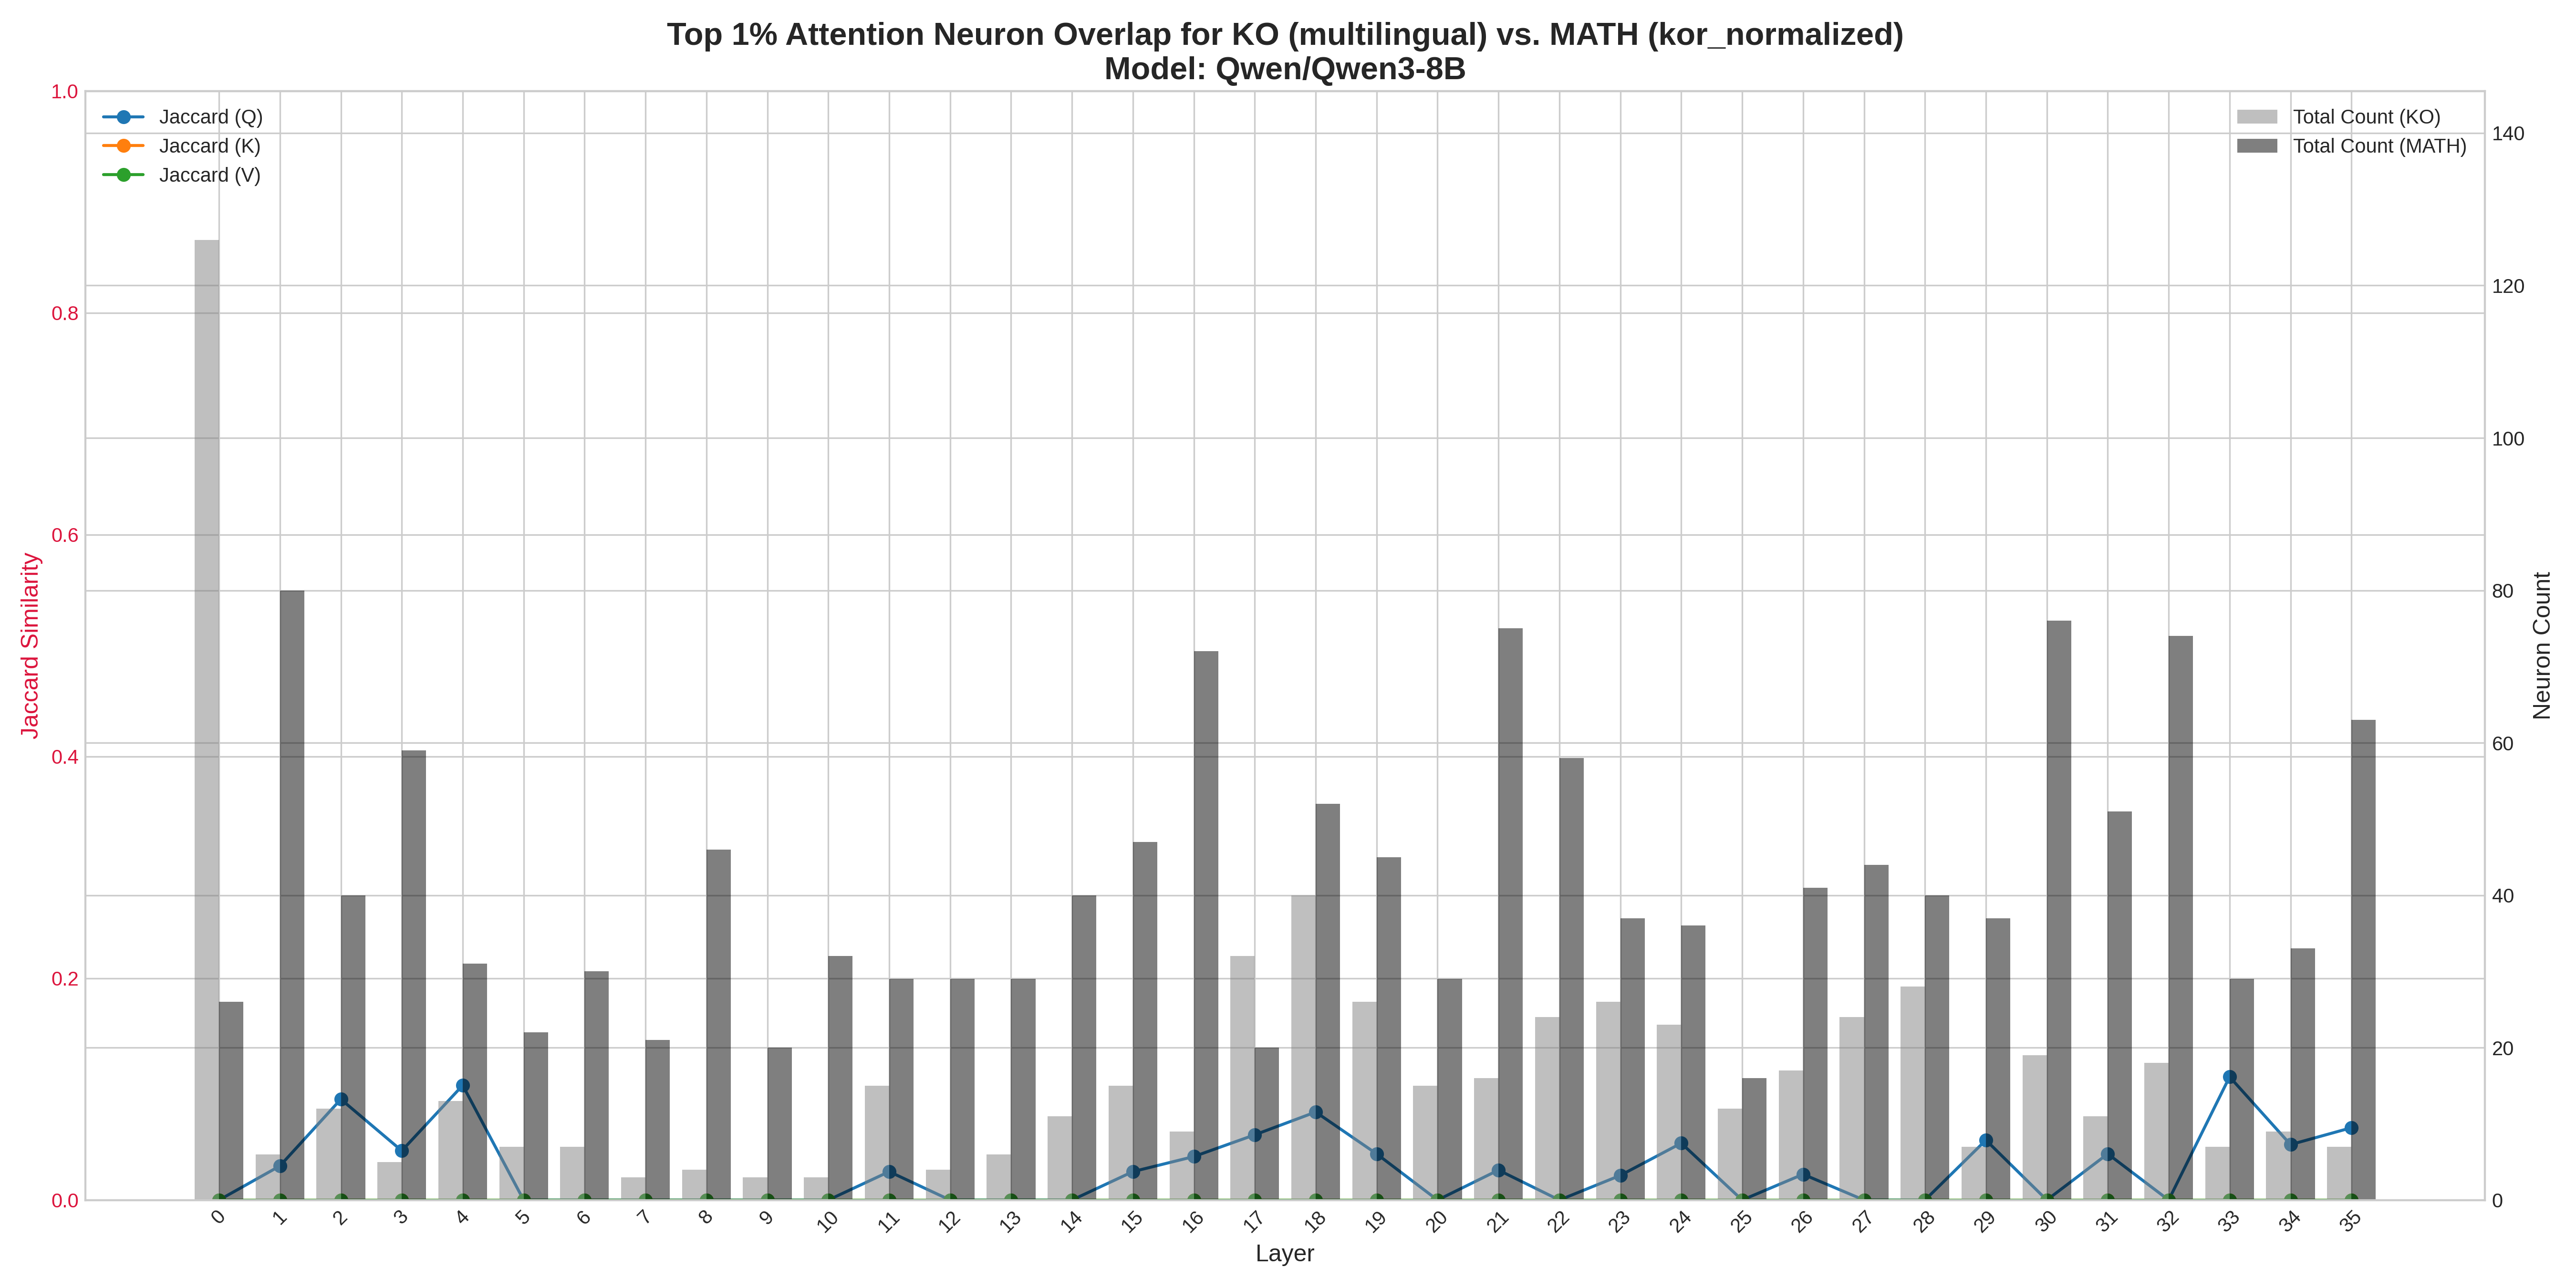 Top 1% Attention Neuron Overlap for KO (multilingual) vs. MATH (kor_normalized)
Model: Qwen/Qwen3-8B
Jaccard (Q)
Jaccard (K)
Jaccard (V)
Total Count (KO)
Total Count (MATH)
Jaccard Similarity
1.0
0.8
0.6
0.4
0.2
0.0
Neuron Count
140
120
100
80
60
40
20
0
0 1 2 3 4 5 6 7 8 9 10 11 12 13 14 15 16 17 18 19 20 21 22 23 24 25 26 27 28 29 30 31 32 33 34 35
Layer